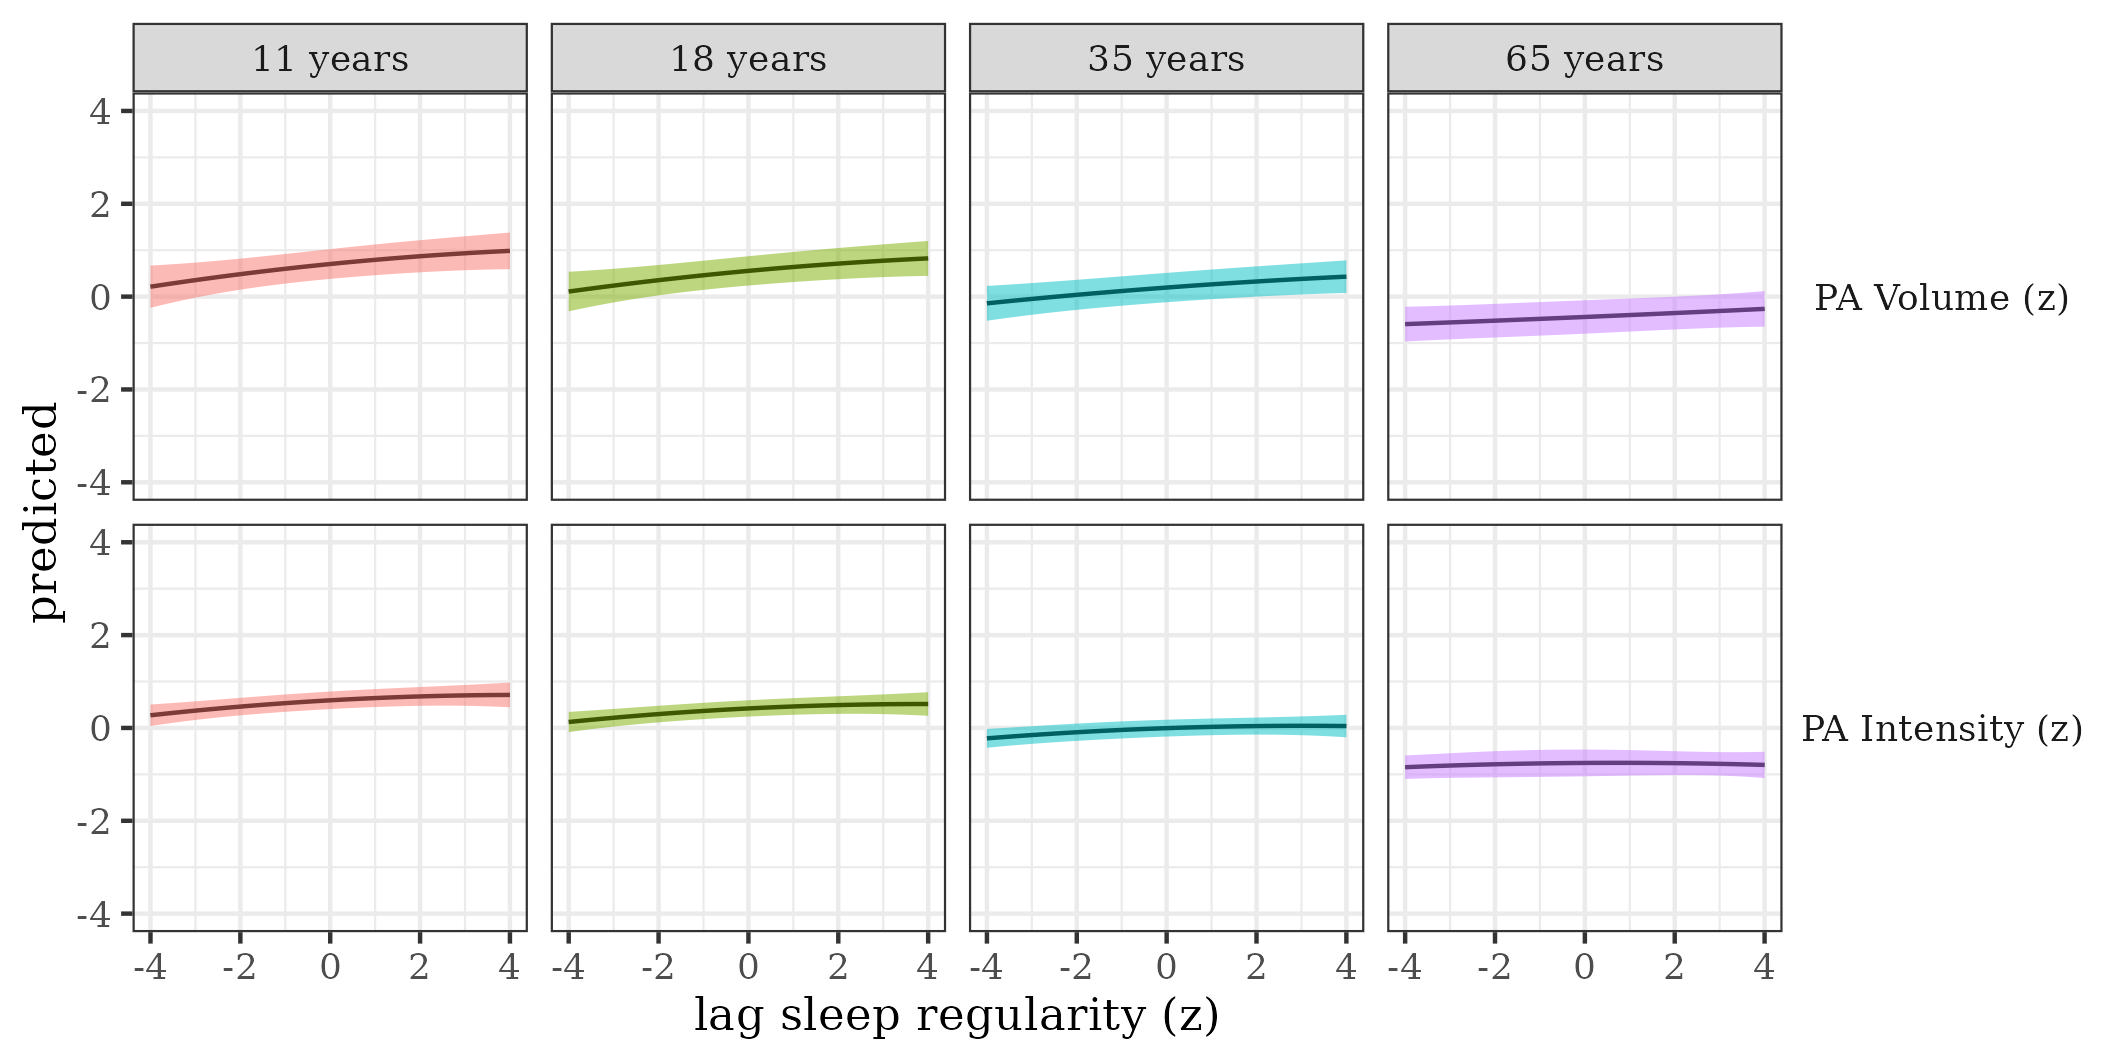 11 years 18 years 35 years 65 years
4
2
0
-2
-4
PA Volume (z)
4
2
0
-2
-4
PA Intensity (z)
predicted
-4 -2 0 2 4 -4 -2 0 2 4 -4 -2 0 2 4 -4 -2 0 2 4
lag sleep regularity (z)